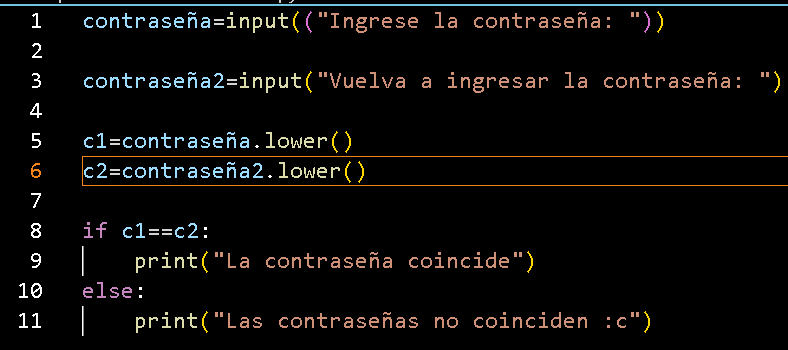 1 contraseña=input(("Ingrese la contraseña: "))
2
3 contraseña2=input("Vuelva a ingresar la contraseña: ")
4
5 c1=contraseña.lower()
6 c2=contraseña2.lower()
7
8 if c1==c2:
9     print("La contraseña coincide")
10 else:
11     print("Las contraseñas no coinciden :c")